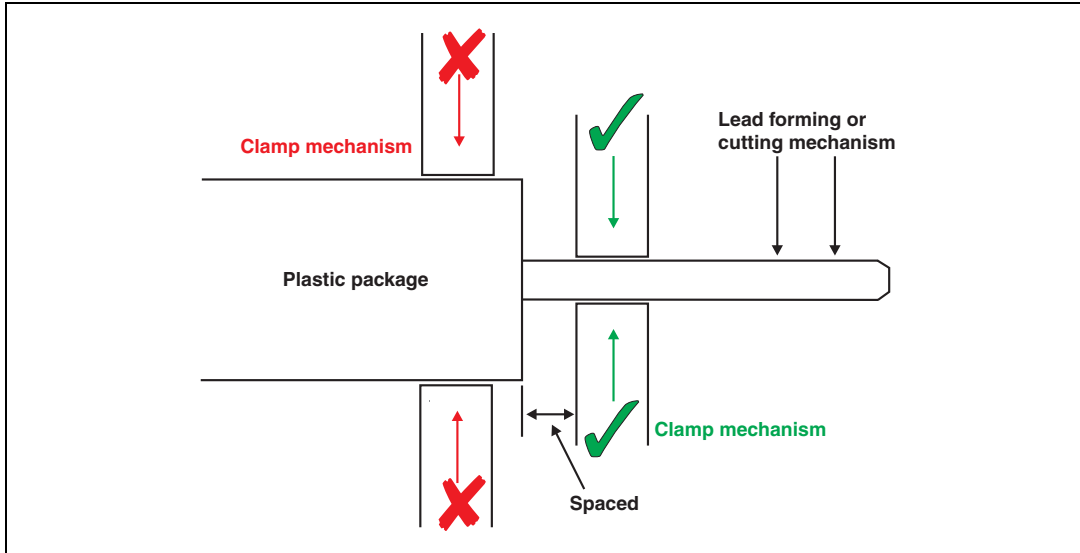 Lead forming or
cutting mechanism
Clamp mechanism
Plastic package
Clamp mechanism
Spaced